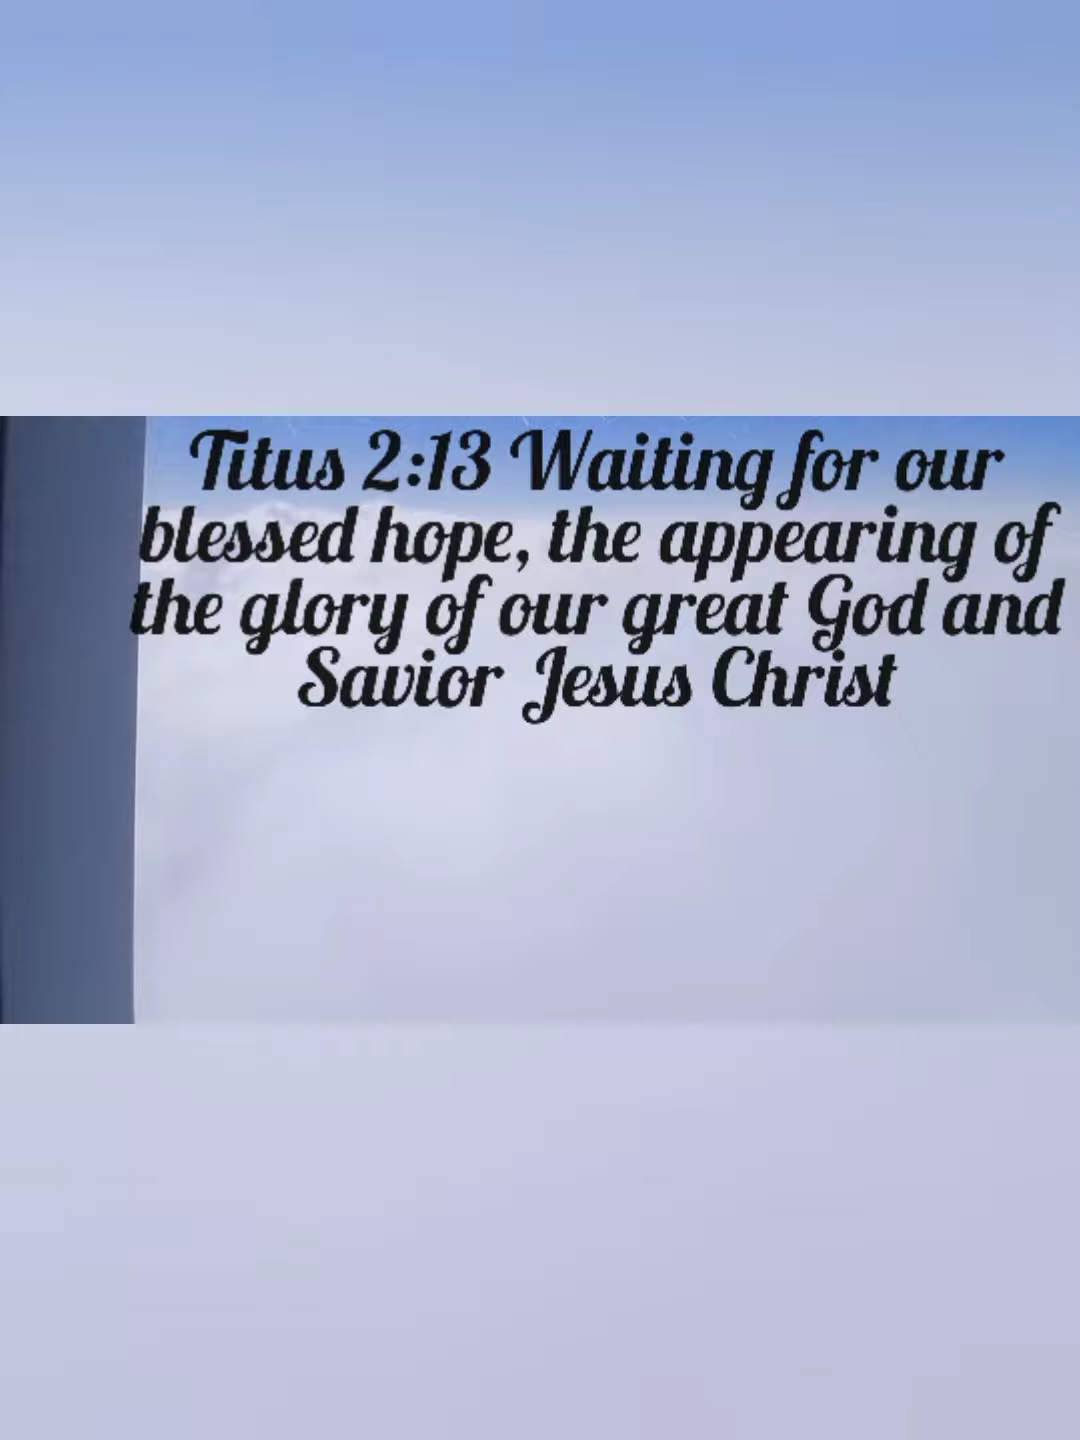 Titus 2:13 Waiting for our
blessed hope, the appearing of
the glory of our great God and
Savior Jesus Christ